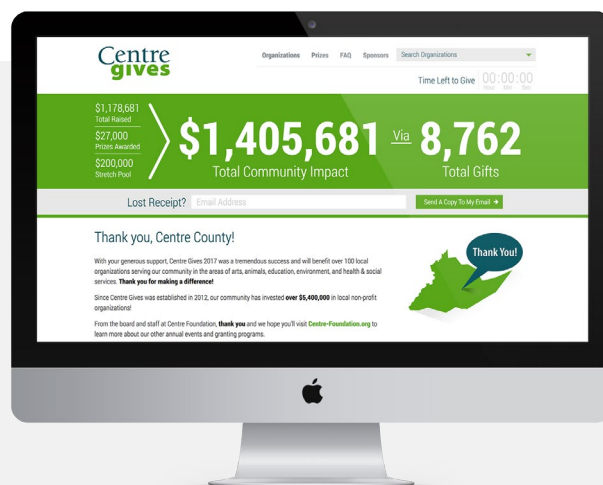 Centre
gives
Organizations Prizes FAQ Sponsors Search Organizations
Time Left to Give 00:00:00
Hour Min Sec
$1,178,681
Total Raised
$27,000
Prizes Awarded
$200,000
Stretch Pool
$1,405,681
Total Community Impact
Via
8,762
Total Gifts
Lost Receipt? Email Address Send A Copy To My Email →
Thank you, Centre County!
With your generous support, Centre Gives 2017 was a tremendous success and will benefit over 100 local
organizations serving our community in the areas of arts, animals, education, environment, and health & social
services. Thank you for making a difference!
Since Centre Gives was established in 2012, our community has invested over $5,400,000 in local non-profit
organizations!
From the board and staff at Centre Foundation, thank you and we hope you'll visit Centre-Foundation.org to
learn more about our other annual events and granting programs.
Thank You!